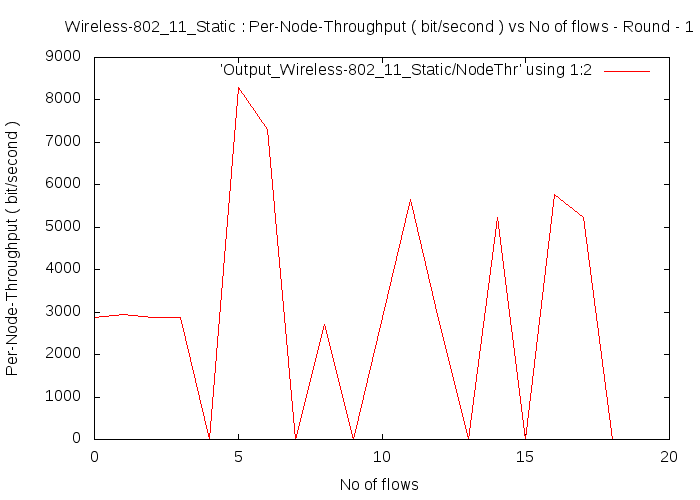 Wireless-802_11_Static : Per-Node-Throughput ( bit/second ) vs No of flows - Round - 1
'Output_Wireless-802_11_Static/NodeThr' using 1:2
9000
8000
7000
6000
5000
4000
3000
2000
1000
0
Per-Node-Throughput ( bit/second )
0 5 10 15 20
No of flows